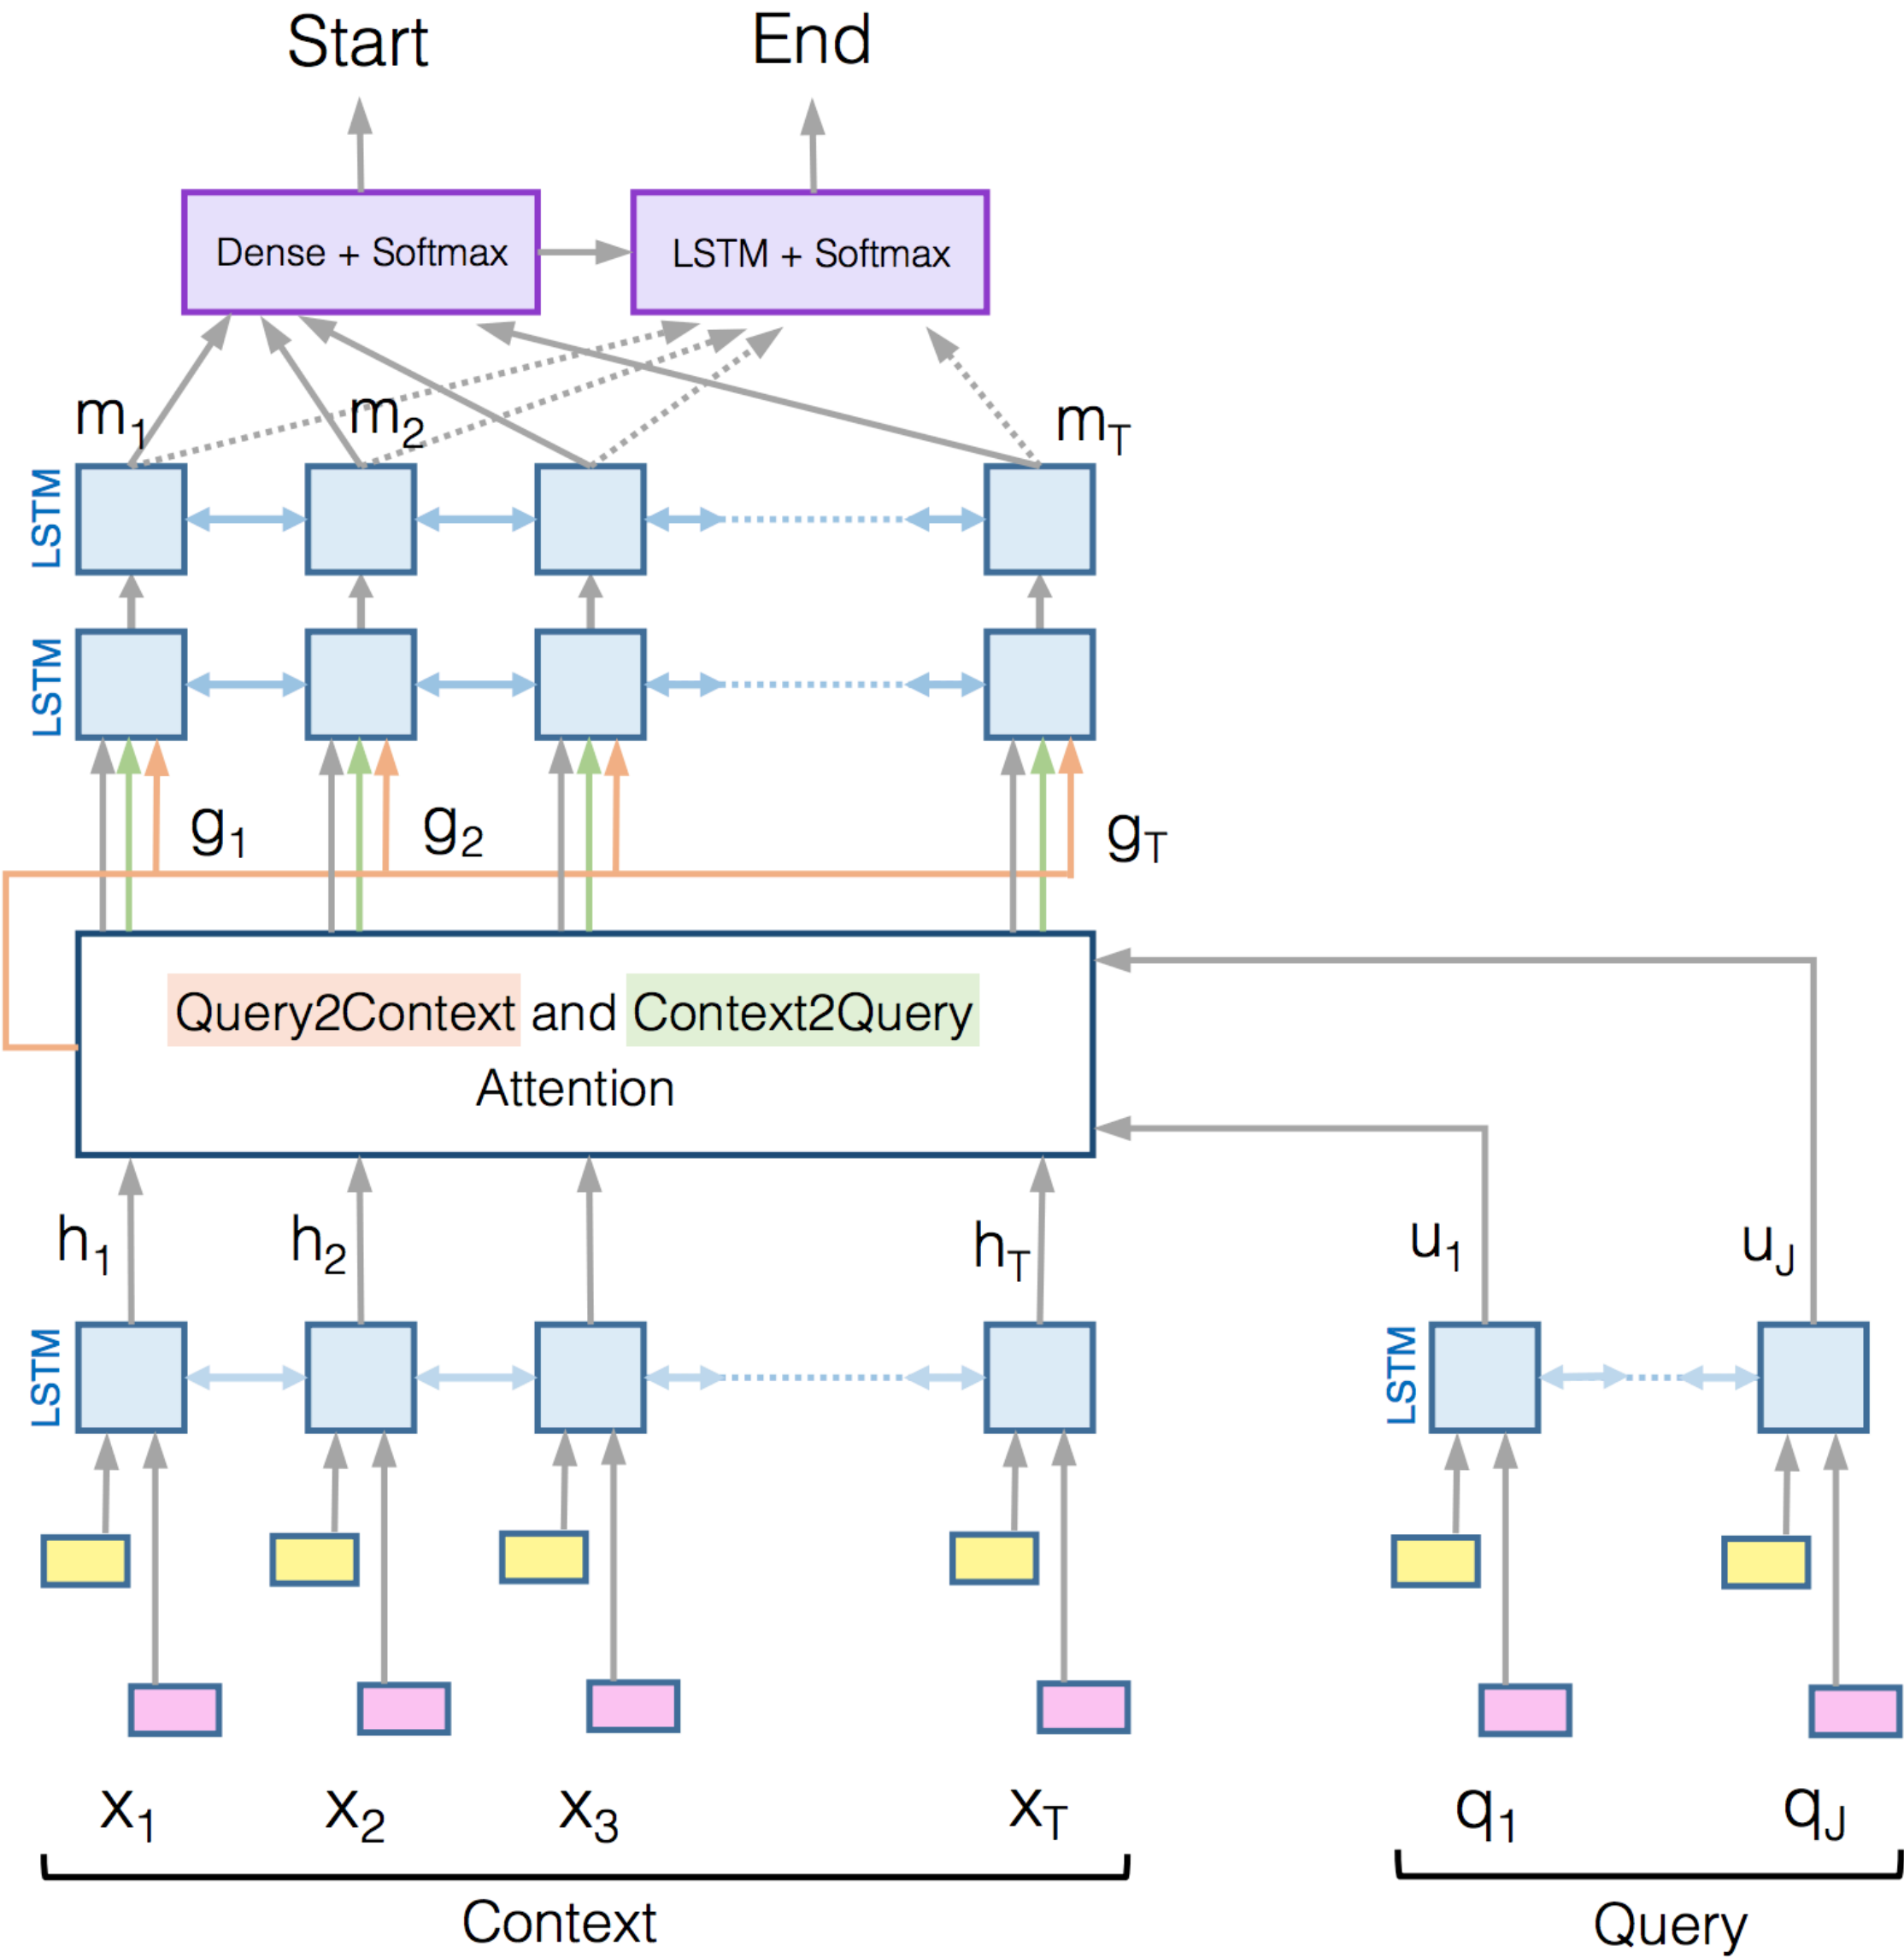 Start End
Dense + Softmax LSTM + Softmax
m1 m2 mT
LSTM
LSTM
g1 g2 gT
Query2Context and Context2Query
Attention
h1 h2 hT u1 uJ
LSTM LSTM
x1 x2 x3 xT q1 qJ
Context Query